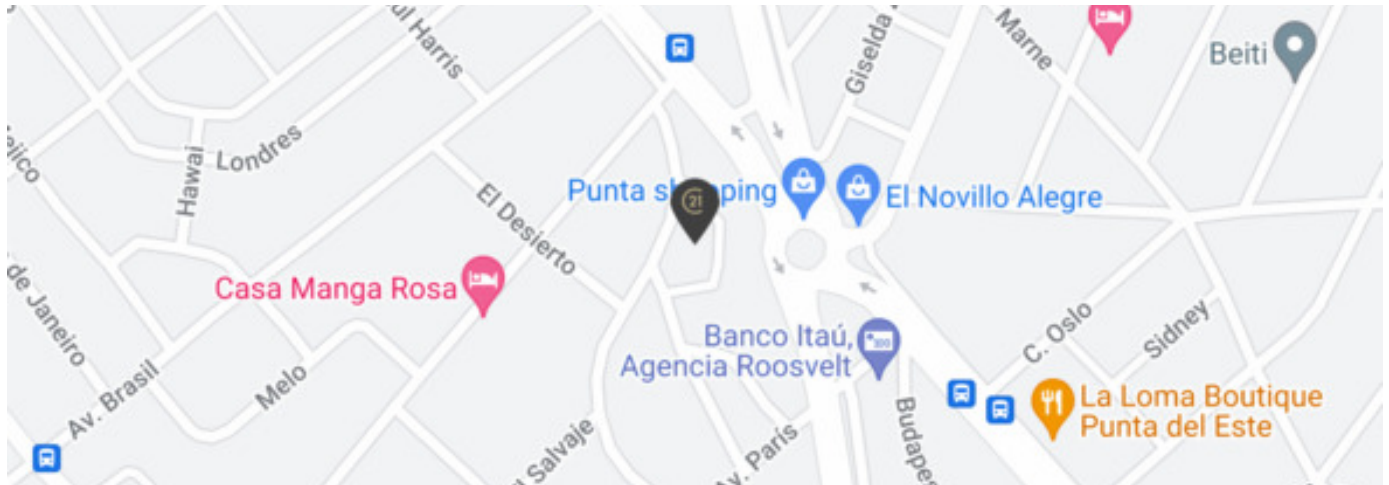 ul Harris
Giselda
Marne
Beiti
Londres
Hawai
Punta sh ping
El Novillo Alegre
El Desierto
Casa Manga Rosa
de Janeiro
Banco Itaú,
Agencia Roosvelt
C. Oslo
Sidney
Av. Brasil
Melo
La Loma Boutique
Punta del Este
l Salvaje
Av. París
Budapes
21